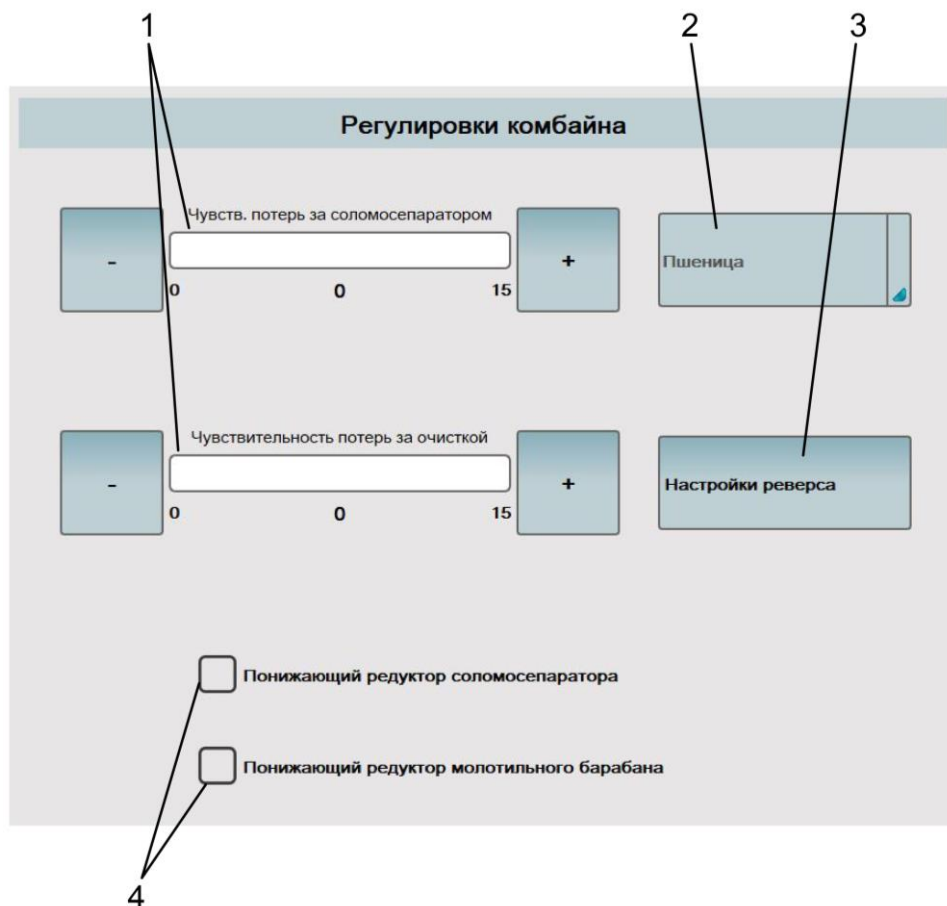 1 2 3
Регулировки комбайна
Чувств. потерь за соломосепаратором
- + Пшеница
0 0 15
Чувствительность потерь за очисткой
- + Настройки реверса
0 0 15
Понижающий редуктор соломосепаратора
Понижающий редуктор молотильного барабана
4